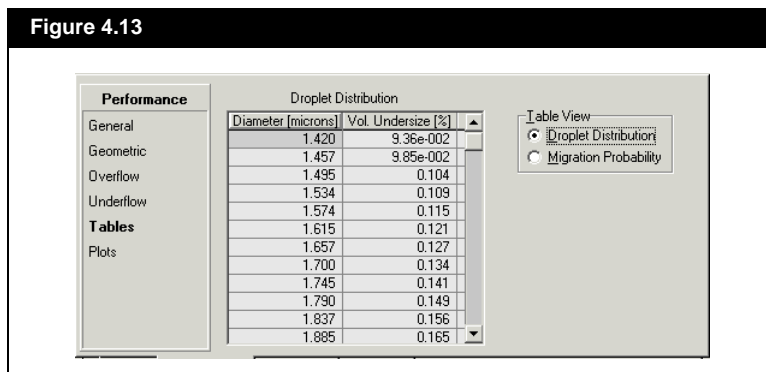 Figure 4.13
Performance
General
Geometric
Overflow
Underflow
Tables
Plots
Droplet Distribution
Diameter [microns] Vol. Undersize [%]
1.420 9.36e-002
1.457 9.85e-002
1.495 0.104
1.534 0.109
1.574 0.115
1.615 0.121
1.657 0.127
1.700 0.134
1.745 0.141
1.790 0.149
1.837 0.156
1.885 0.165
Table View
Droplet Distribution
Migration Probability